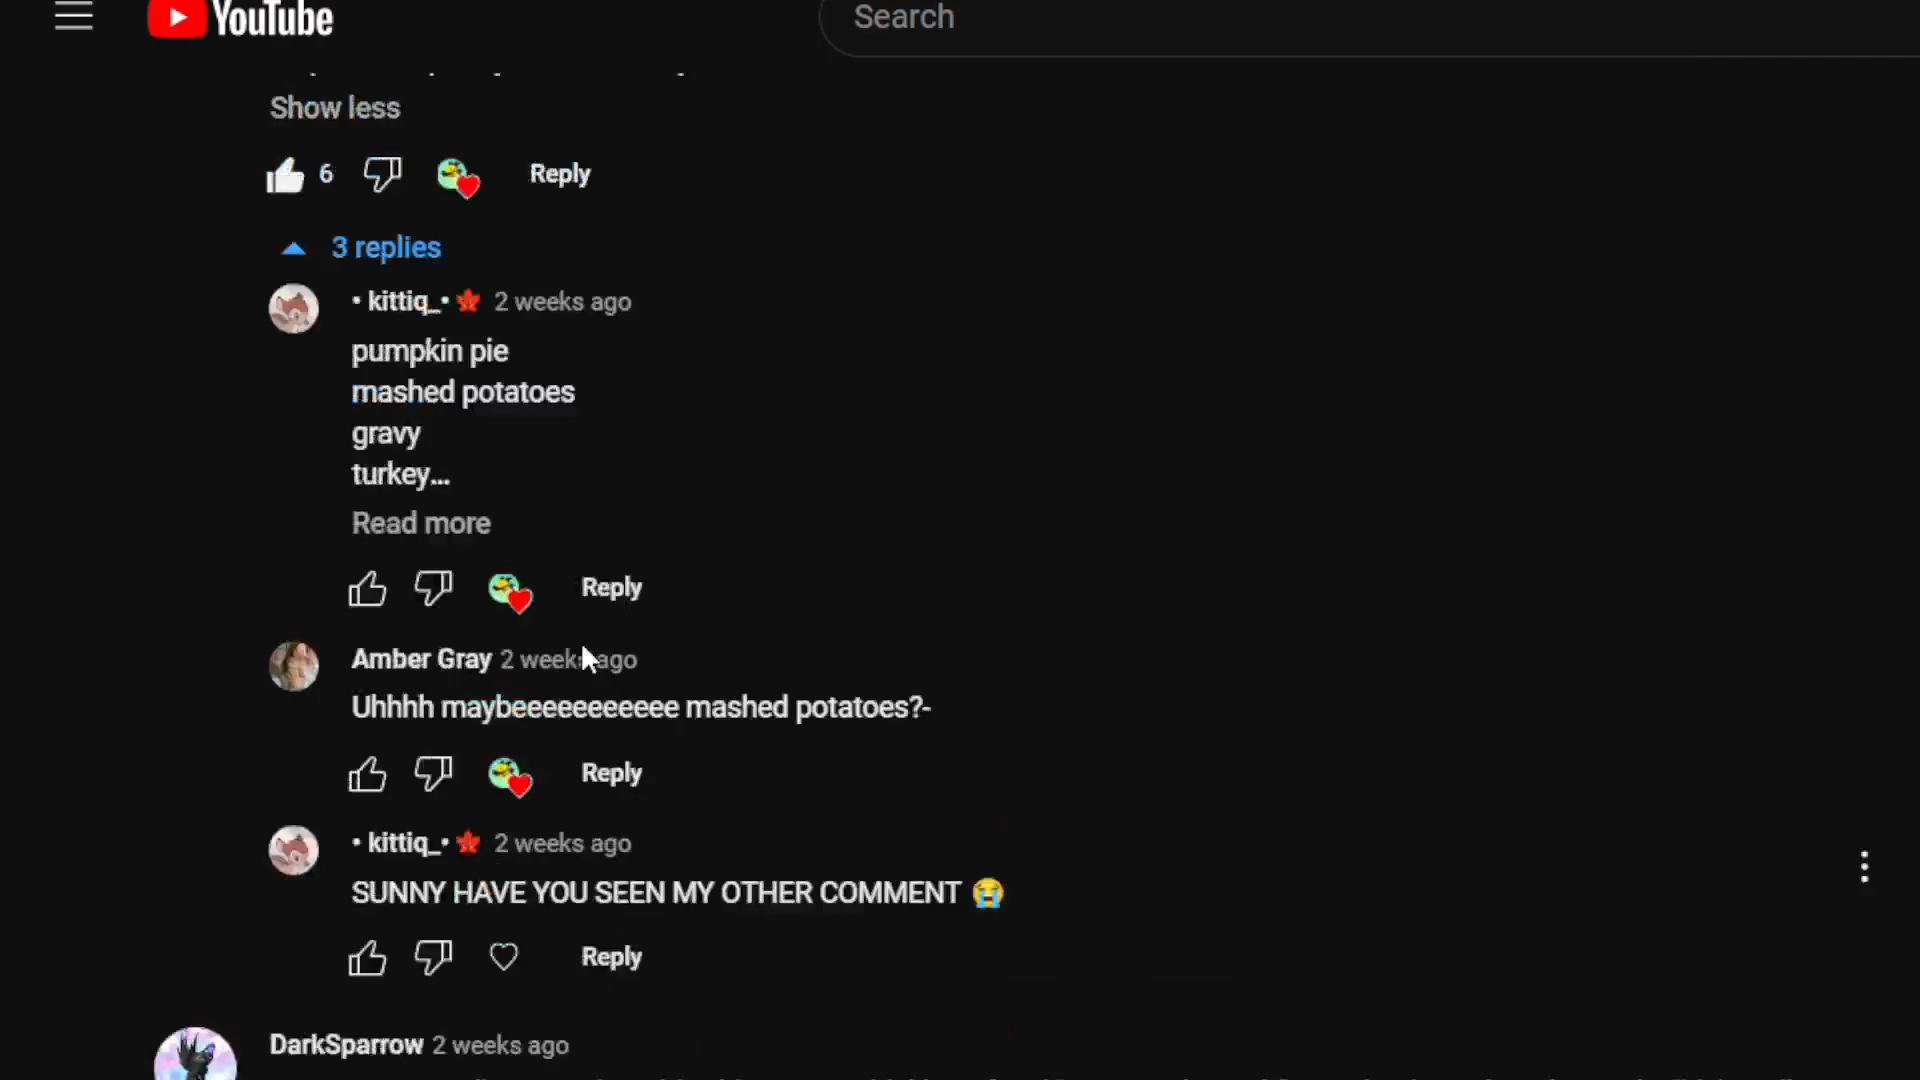 YouTube
Search
Show less
6
Reply
3 replies
• kittiq_• 2 weeks ago
pumpkin pie
mashed potatoes
gravy
turkey...
Read more
Reply
Amber Gray 2 weeks ago
Uhhhh maybeeeeeeeeeee mashed potatoes?-
Reply
• kittiq_• 2 weeks ago
SUNNY HAVE YOU SEEN MY OTHER COMMENT 😭
Reply
DarkSparrow 2 weeks ago